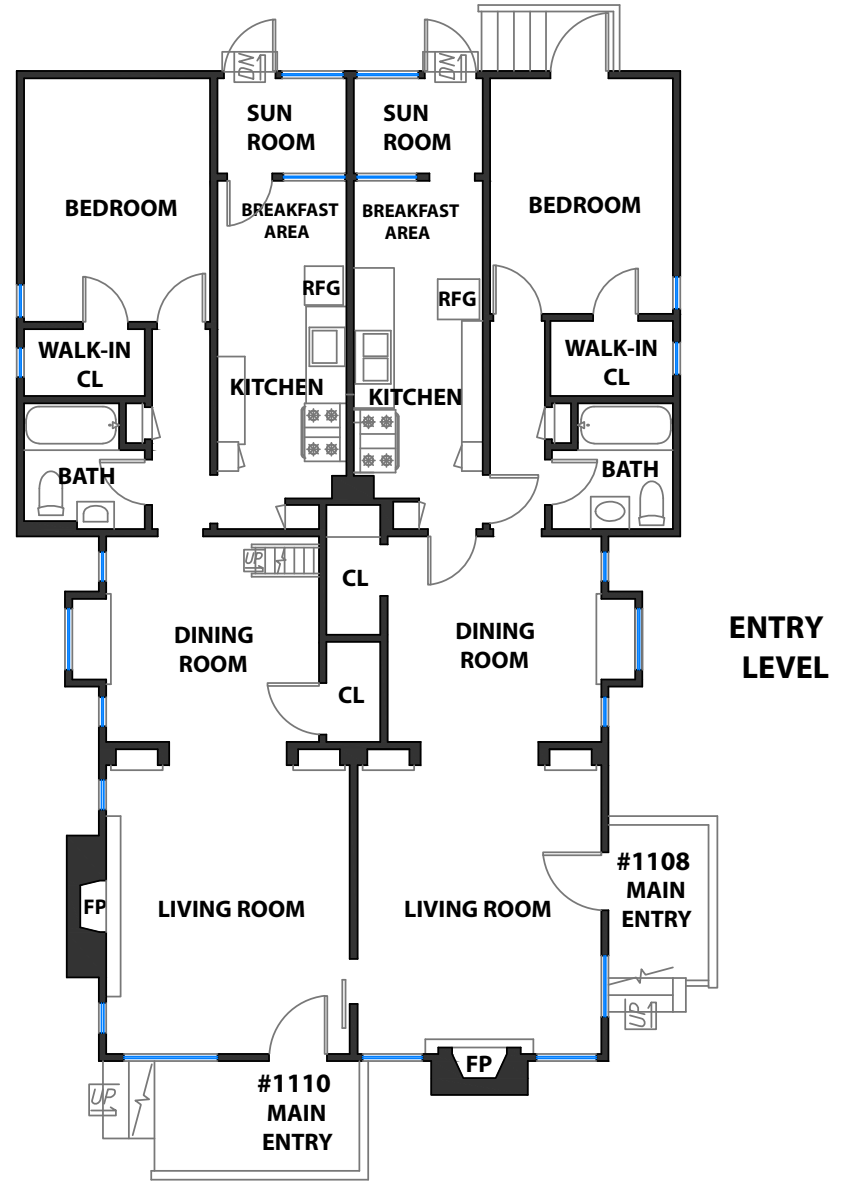 DN
DN
SUN
ROOM
SUN
ROOM
BEDROOM
BREAKFAST
AREA
BREAKFAST
AREA
BEDROOM
RFG
RFG
WALK-IN
CL
WALK-IN
CL
KITCHEN
KITCHEN
BATH
BATH
UP
CL
DINING
ROOM
DINING
ROOM
ENTRY
LEVEL
CL
#1108
MAIN
ENTRY
FP
LIVING ROOM
LIVING ROOM
UP
FP
UP
#1110
MAIN
ENTRY